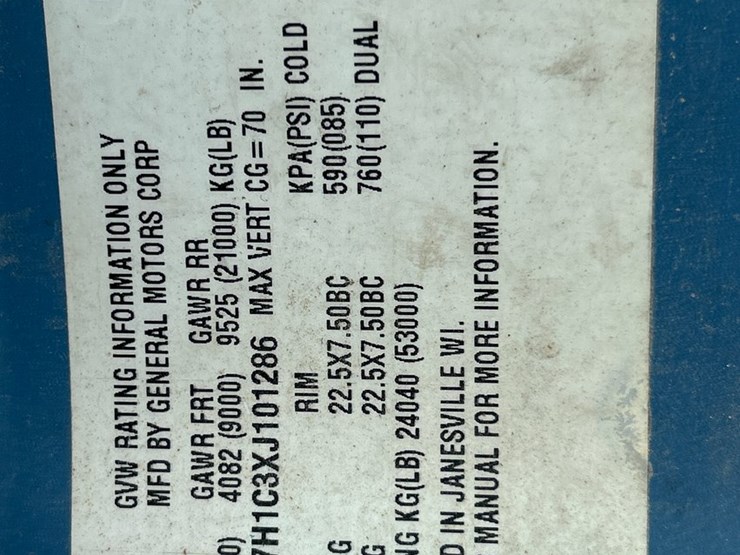 GVW RATING INFORMATION ONLY
MFD BY GENERAL MOTORS CORP
GAWR FRT GAWR RR
0) 4082 (9000) 9525 (21000) KG(LB)
7H1C3XJ101286 MAX VERT CG=70 IN.
RIM KPA(PSI) COLD
G 22.5X7.50BC 590(085)
G 22.5X7.50BC 760(110) DUAL
NG KG(LB) 24040 (53000)
D IN JANESVILLE WI.
MANUAL FOR MORE INFORMATION.